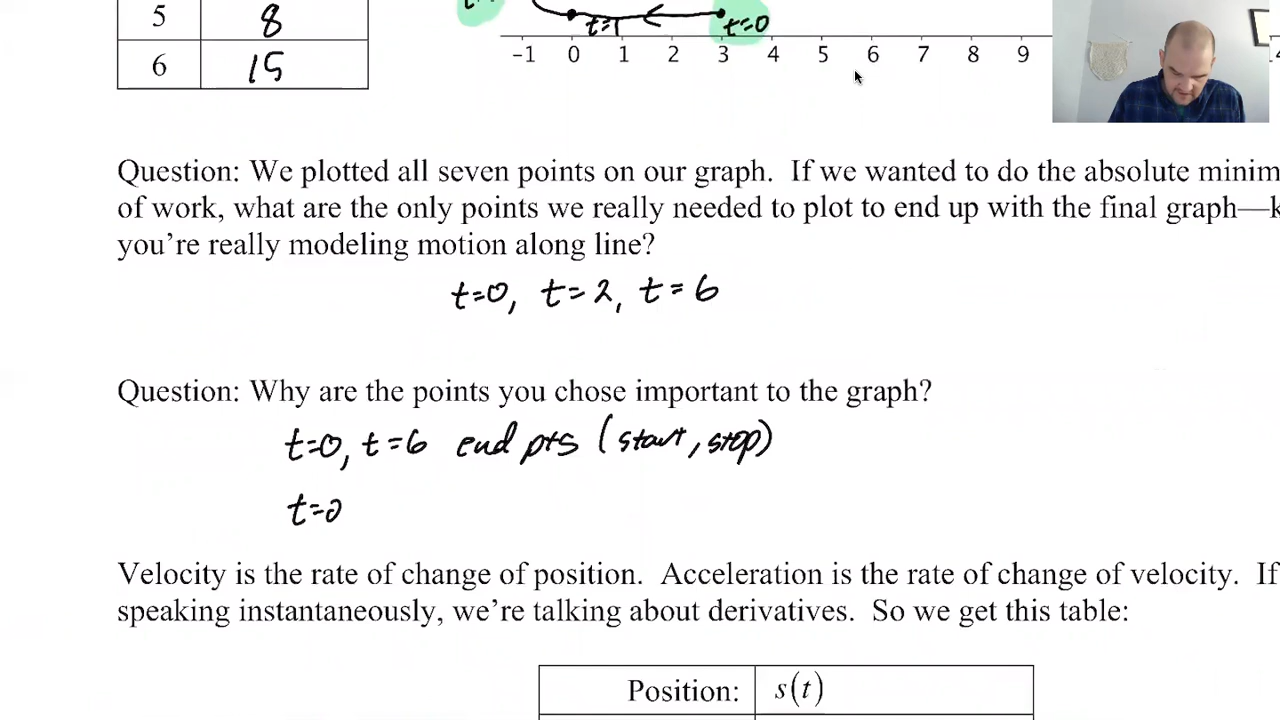 5 8
t=1 t=0
6 15
-1 0 1 2 3 4 5 6 7 8 9
Question: We plotted all seven points on our graph. If we wanted to do the absolute minim
of work, what are the only points we really needed to plot to end up with the final graph—k
you're really modeling motion along line?
t=0, t=2, t=6
Question: Why are the points you chose important to the graph?
t=0, t=6 end pts (start, stop)
t=0
Velocity is the rate of change of position. Acceleration is the rate of change of velocity. If
speaking instantaneously, we're talking about derivatives. So we get this table:
Position: s(t)